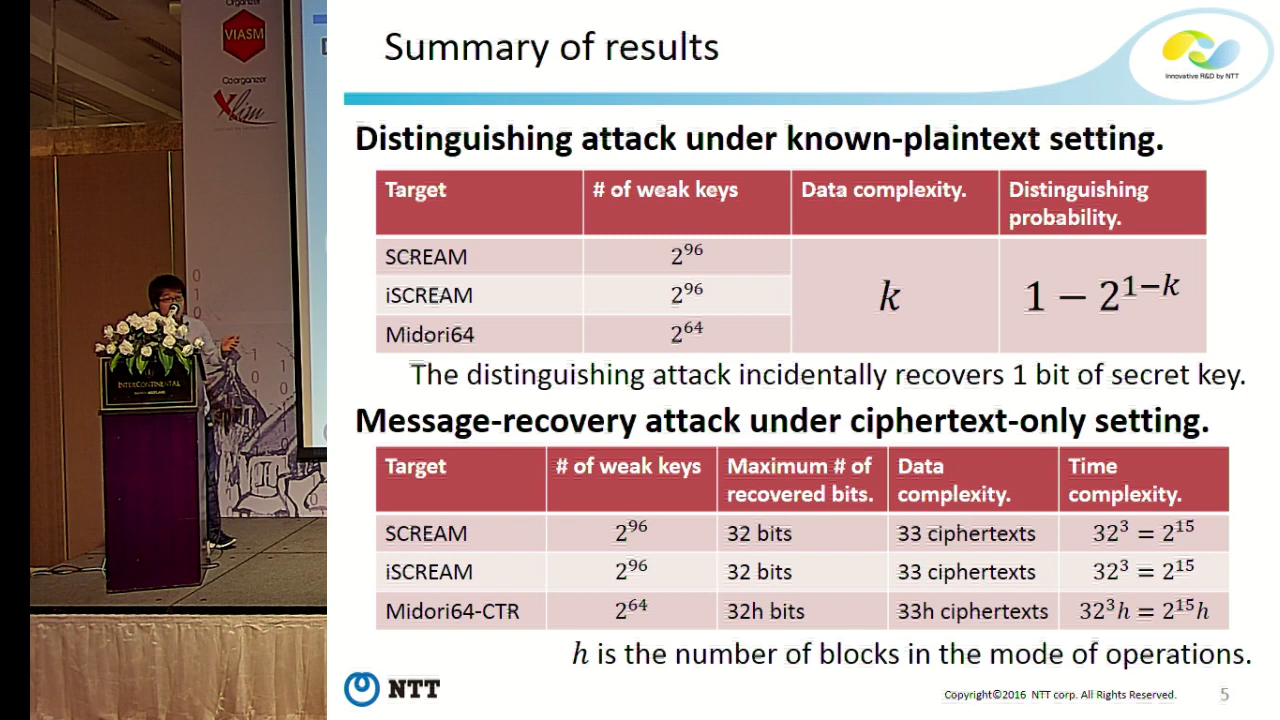 Organizer
VIASM
Co organizer
Xlim
INTERCONTINENTAL
Summary of results
Innovative R&D by NTT
Distinguishing attack under known-plaintext setting.
Target # of weak keys Data complexity. Distinguishing probability.
SCREAM 2^96 k 1 − 2^{1−k}
iSCREAM 2^96
Midori64 2^64
The distinguishing attack incidentally recovers 1 bit of secret key.
Message-recovery attack under ciphertext-only setting.
Target # of weak keys Maximum # of recovered bits. Data complexity. Time complexity.
SCREAM 2^96 32 bits 33 ciphertexts 32^3 = 2^15
iSCREAM 2^96 32 bits 33 ciphertexts 32^3 = 2^15
Midori64-CTR 2^64 32h bits 33h ciphertexts 32^3h = 2^15h
h is the number of blocks in the mode of operations.
NTT
Copyright©2016 NTT corp. All Rights Reserved.
5